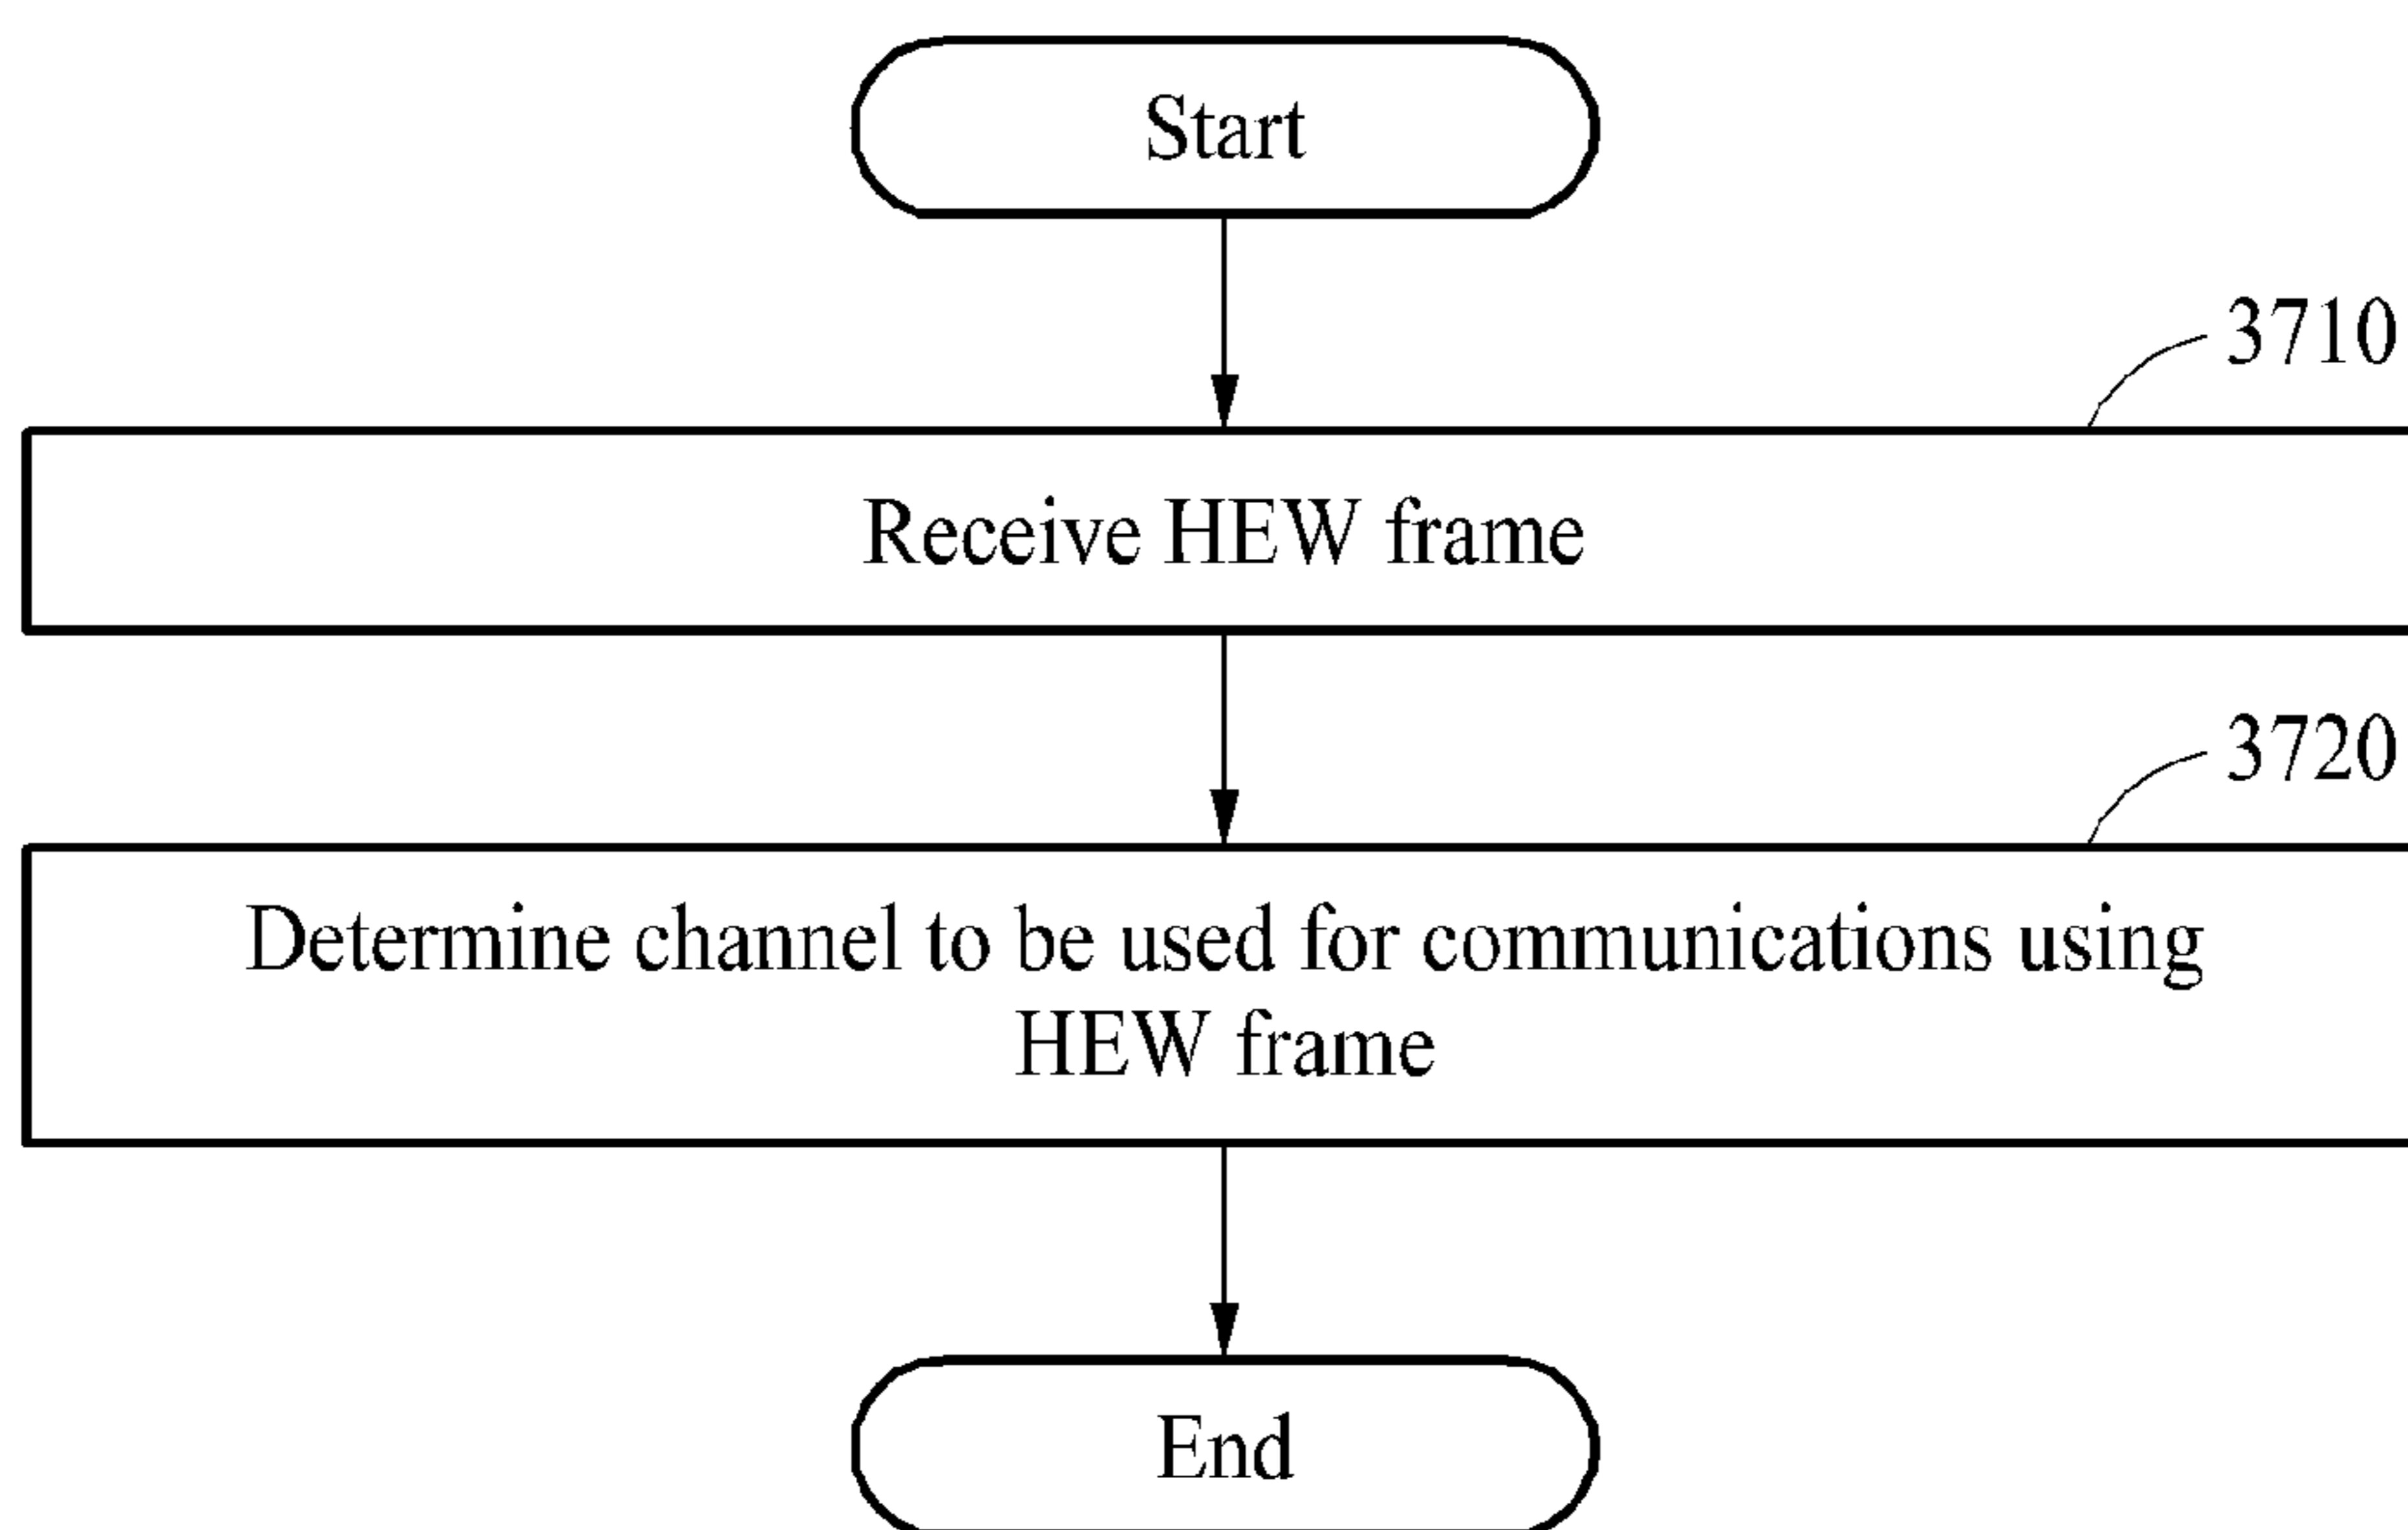 Start
3710
Receive HEW frame
3720
Determine channel to be used for communications using
HEW frame
End